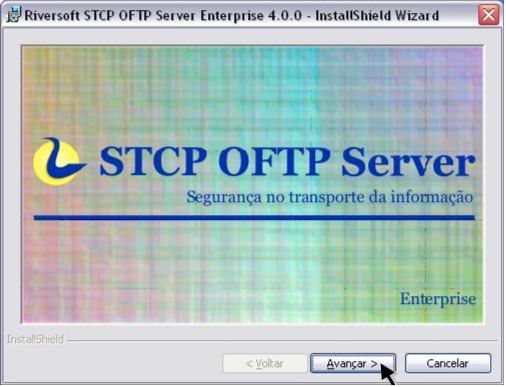 Riversoft STCP OFTP Server Enterprise 4.0.0 - InstallShield Wizard
STCP OFTP Server
Segurança no transporte da informação
Enterprise
InstallShield
< Voltar
Avançar >
Cancelar